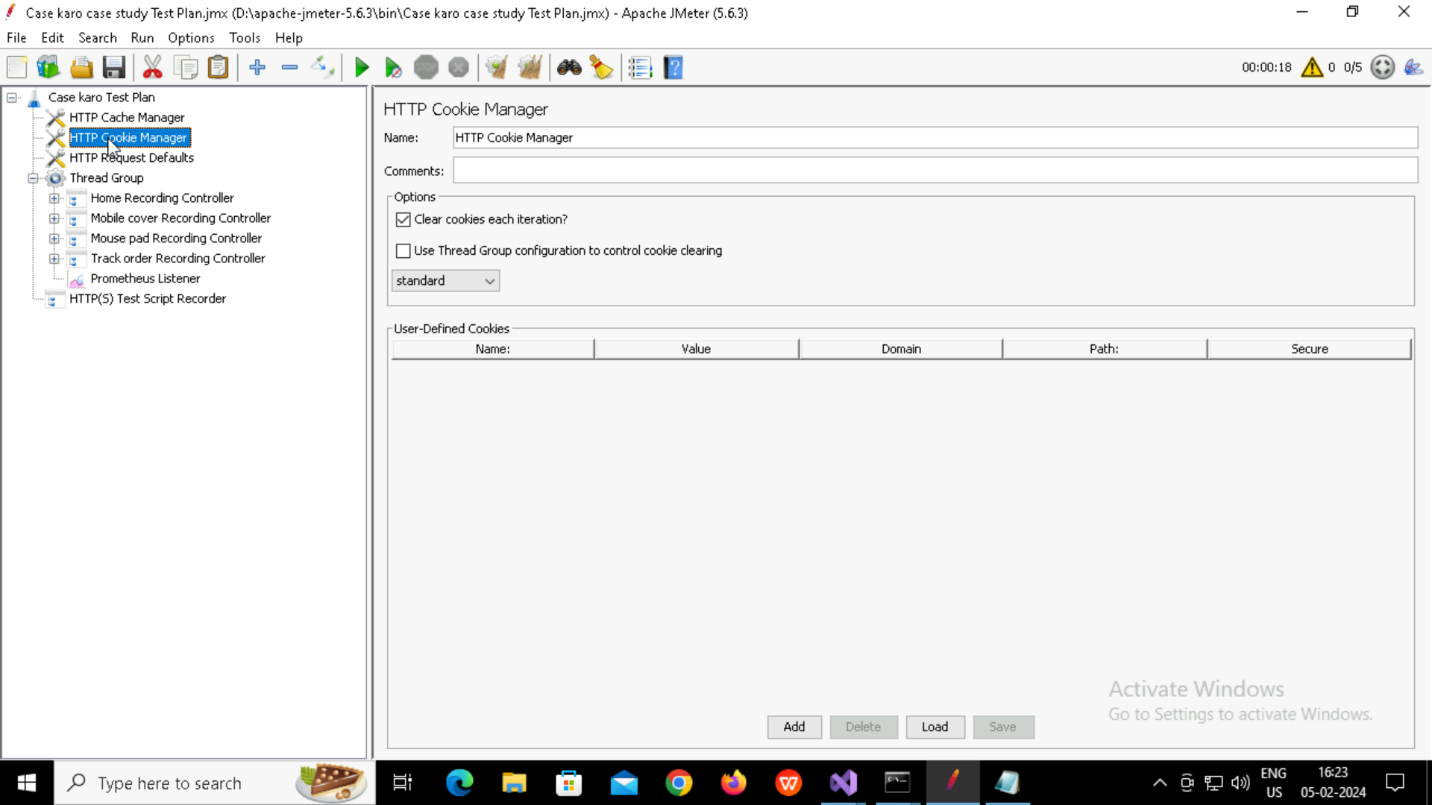 Case karo case study Test Plan.jmx (D:\apache-jmeter-5.6.3\bin\Case karo case study Test Plan.jmx) - Apache JMeter (5.6.3)
File Edit Search Run Options Tools Help
00:00:18 0 0/5
Case karo Test Plan
HTTP Cache Manager
HTTP Cookie Manager
HTTP Request Defaults
Thread Group
Home Recording Controller
Mobile cover Recording Controller
Mouse pad Recording Controller
Track order Recording Controller
Prometheus Listener
HTTP(S) Test Script Recorder
HTTP Cookie Manager
Name: HTTP Cookie Manager
Comments:
Options
Clear cookies each iteration?
Use Thread Group configuration to control cookie clearing
standard
User-Defined Cookies
Name: Value Domain Path: Secure
Add Delete Load Save
Activate Windows
Go to Settings to activate Windows.
Type here to search
ENG
US
16:23
05-02-2024